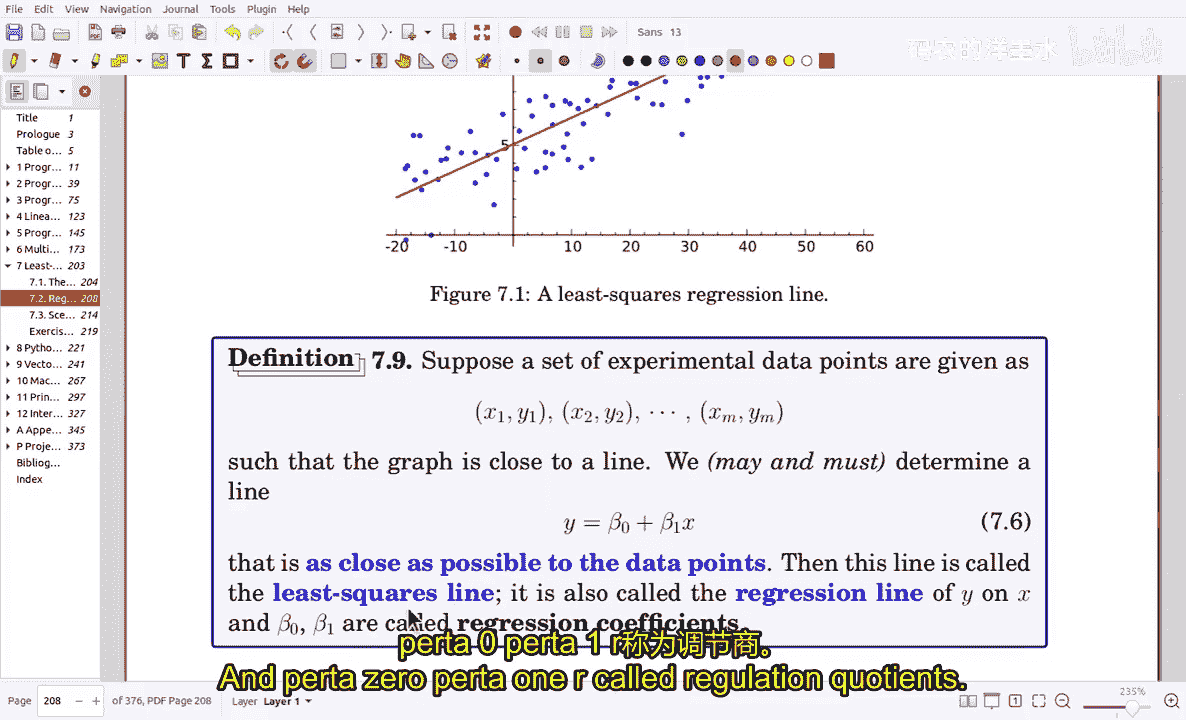 File Edit View Navigation Journal Tools Plugin Help
Sans 13
Title 1
Prologue 3
Table o... 5
1 Progr... 11
2 Progr... 39
3 Progr... 75
4 Linea... 123
5 Progr... 145
6 Multi... 173
7 Least-... 203
7.1. The... 204
7.2. Reg... 208
7.3. Sce... 214
Exercis... 219
8 Pytho... 221
9 Vecto... 241
10 Mac... 267
11 Prin... 297
12 Inter... 327
A Appe... 345
P Proje... 373
Bibliog...
Index
5
-20 -10 10 20 30 40 50 60
Figure 7.1: A least-squares regression line.
Definition 7.9. Suppose a set of experimental data points are given as
(x₁, y₁), (x₂, y₂), ⋯ , (xₘ, yₘ)
such that the graph is close to a line. We (may and must) determine a
line
y = β₀ + β₁x (7.6)
that is as close as possible to the data points. Then this line is called
the least-squares line; it is also called the regression line of y on x
and β₀, β₁ are called regression coefficients.
perta 0 perta 1 r称为调节商。
And perta zero perta one r called regulation quotients.
Page 208 of 376, PDF Page 208 Layer Layer 1 235%